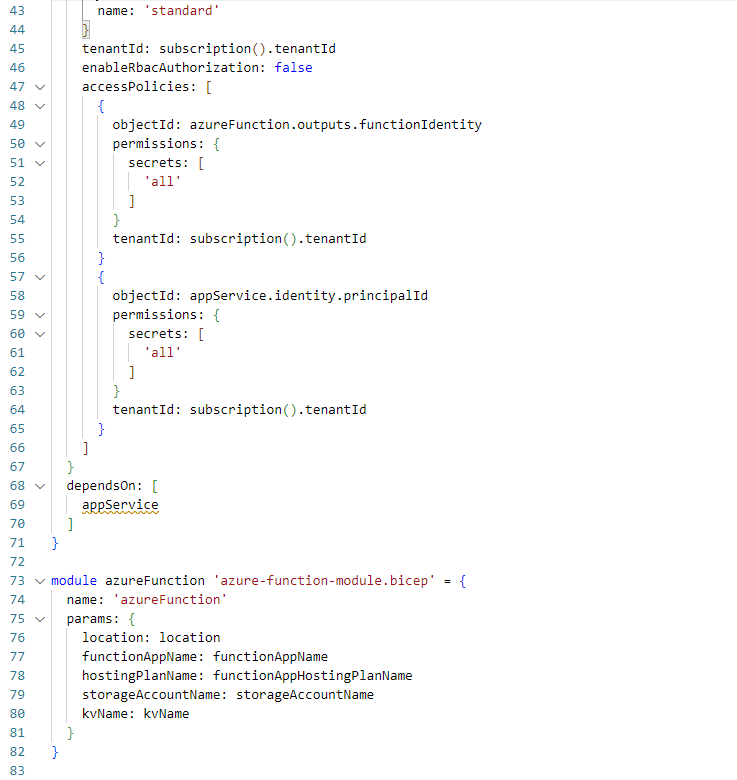 43 name: 'standard'
44 }
45 tenantId: subscription().tenantId
46 enableRbacAuthorization: false
47 accessPolicies: [
48 {
49 objectId: azureFunction.outputs.functionIdentity
50 permissions: {
51 secrets: [
52 'all'
53 ]
54 }
55 tenantId: subscription().tenantId
56 }
57 {
58 objectId: appService.identity.principalId
59 permissions: {
60 secrets: [
61 'all'
62 ]
63 }
64 tenantId: subscription().tenantId
65 }
66 ]
67 }
68 dependsOn: [
69 appService
70 ]
71 }
72
73 module azureFunction 'azure-function-module.bicep' = {
74 name: 'azureFunction'
75 params: {
76 location: location
77 functionAppName: functionAppName
78 hostingPlanName: functionAppHostingPlanName
79 storageAccountName: storageAccountName
80 kvName: kvName
81 }
82 }
83